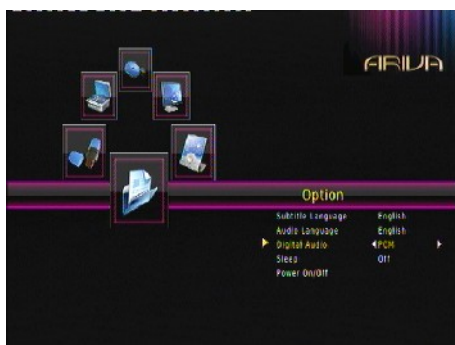 ARIVA
Option
Subtitle Language English
Audio Language English
Digital Audio PCM
Sleep Off
Power On/Off